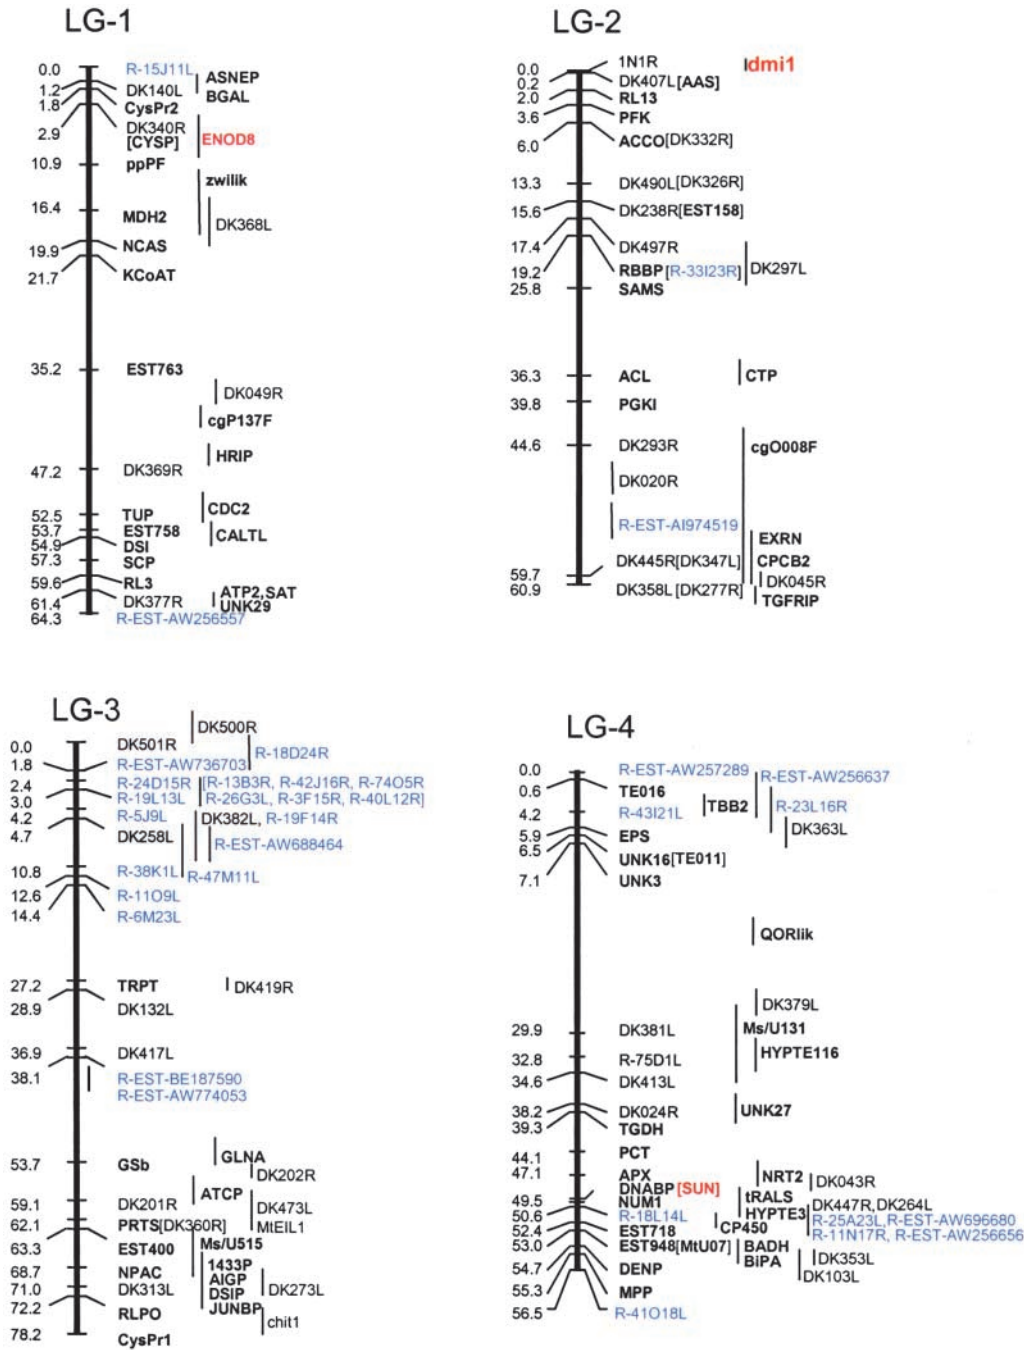 LG-1
0.0 R-15J11L ASNEP
1.2 DK140L BGAL
1.8 CysPr2
2.9 DK340R ENOD8
[CYSP]
10.9 ppPF
zwilik
16.4 MDH2 DK368L
19.9 NCAS
21.7 KCoAT
35.2 EST763
DK049R
cgP137F
HRIP
47.2 DK369R
CDC2
52.5 TUP
53.7 EST758 CALTL
54.9 DSI
57.3 SCP
59.6 RL3
ATP2,SAT
61.4 DK377R UNK29
64.3 R-EST-AW256557
LG-2
1N1R dmi1
0.0
0.2 DK407L[AAS]
2.0 RL13
3.6 PFK
6.0 ACCO[DK332R]
13.3 DK490L[DK326R]
15.6 DK238R[EST158]
17.4 DK497R
19.2 RBBP[R-33I23R] DK297L
25.8 SAMS
36.3 ACL CTP
39.8 PGKI
44.6 DK293R cgO008F
DK020R
R-EST-AI974519
EXRN
DK445R[DK347L] CPCB2
59.7 DK045R
60.9 DK358L[DK277R] TGFRIP
LG-3
DK500R
0.0 DK501R
R-18D24R
1.8 R-EST-AW736703
2.4 R-24D15R [R-13B3R, R-42J16R, R-74O5R
3.0 R-19L13L R-26G3L, R-3F15R, R-40L12R]
4.2 R-5J9L DK382L, R-19F14R
4.7 DK258L R-EST-AW688464
10.8 R-38K1L R-47M11L
12.6 R-11O9L
14.4 R-6M23L
27.2 TRPT DK419R
28.9 DK132L
36.9 DK417L
38.1 R-EST-BE187590
R-EST-AW774053
53.7 GSb GLNA
DK202R
ATCP
59.1 DK201R DK473L
62.1 PRTS[DK360R] MtEIL1
63.3 EST400 Ms/U515
1433P
68.7 NPAC AIGP
71.0 DK313L DSIP DK273L
72.2 RLPO JUNBP
chit1
78.2 CysPr1
LG-4
0.0 R-EST-AW257289 R-EST-AW256637
0.6 TE016
4.2 R-43I21L TBB2 R-23L16R
5.9 EPS DK363L
6.5 UNK16[TE011]
7.1 UNK3
QORlik
DK379L
29.9 DK381L Ms/U131
32.8 R-75D1L HYPTE116
34.6 DK413L
38.2 DK024R UNK27
39.3 TGDH
44.1 PCT
47.1 APX NRT2 DK043R
DNABP[SUN] tRALS
49.5 NUM1 HYPTE3 DK447R,DK264L
50.6 R-18L14L CP450 R-25A23L,R-EST-AW696680
52.4 EST718 R-11N17R, R-EST-AW256656
53.0 EST948[MtU07] BADH
54.7 DENP BiPA DK353L
DK103L
55.3 MPP
56.5 R-41O18L